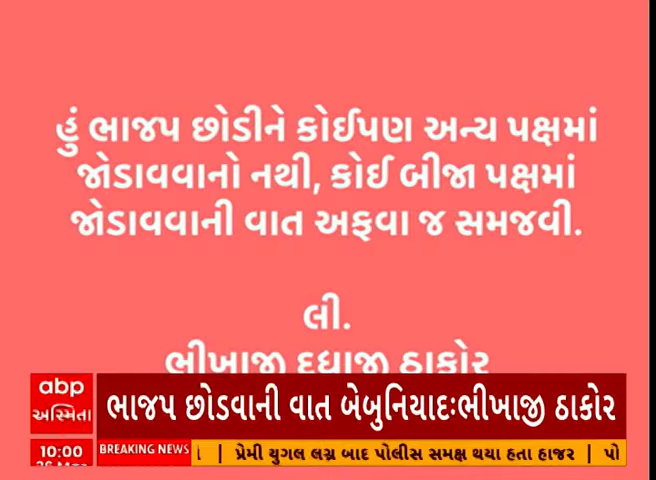 હું ભાજપ છોડીને કોઈપણ અન્ય પક્ષમાં
જોડાવવાનો નથી, કોઈ બીજા પક્ષમાં
જોડાવવાની વાત અફવા જ સમજવી.
લી.
ભીખાજી દુધાજી ઠાકોર
abp
અસ્મિતા
ભાજપ છોડવાની વાત બેબુનિયાદઃભીખાજી ઠાકોર
10:00
BREAKING NEWS
| પ્રેમી યુગલ લગ્ન બાદ પોલીસ સમક્ષ થયા હતા હાજર | પો